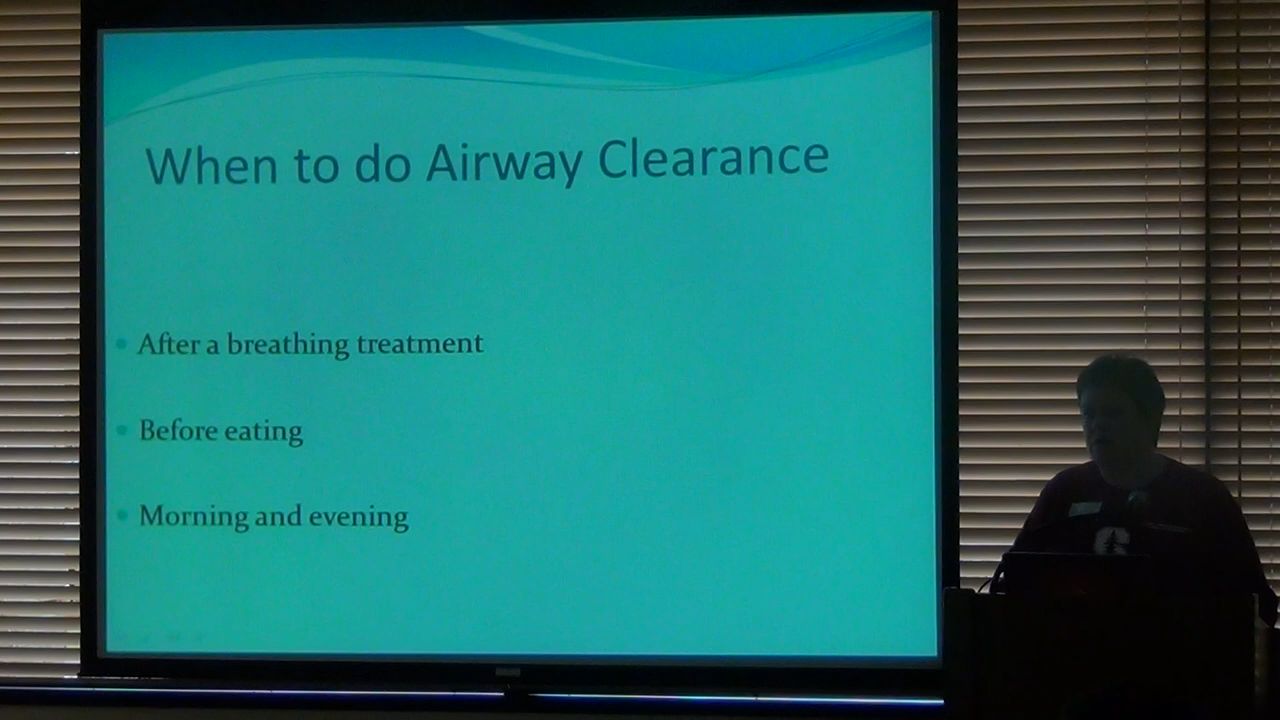 When to do Airway Clearance
After a breathing treatment
Before eating
Morning and evening